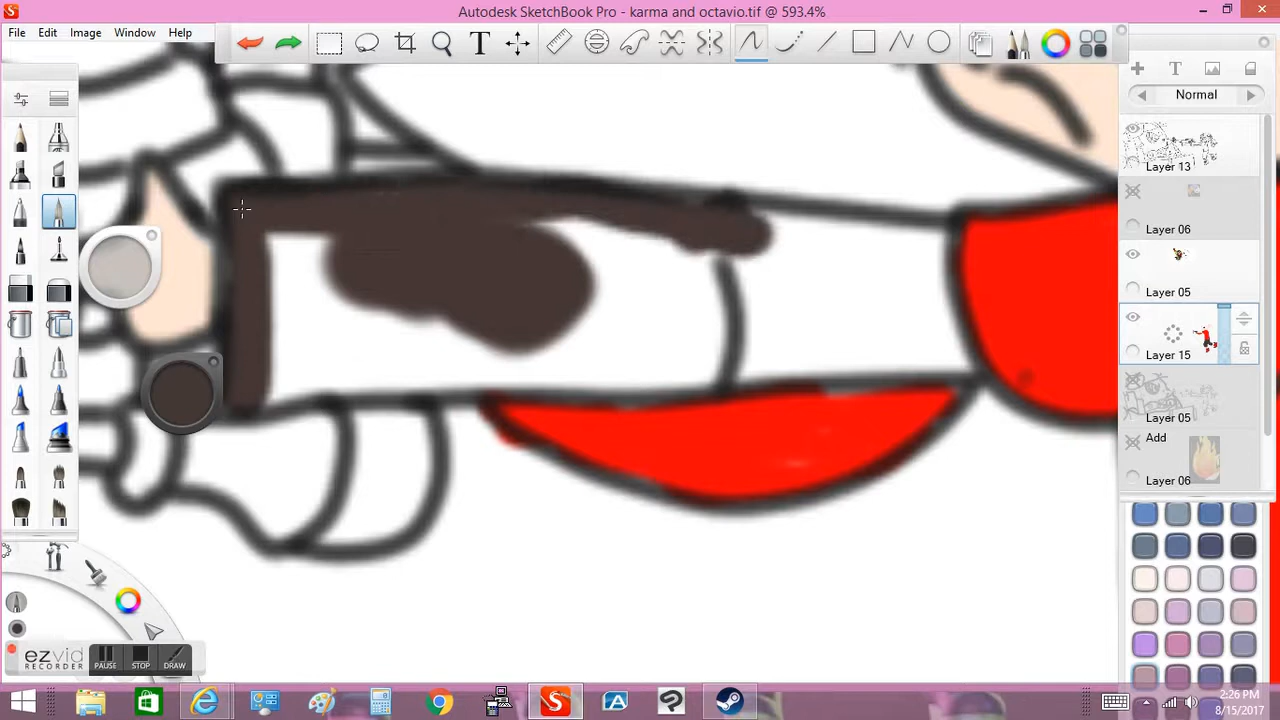 Autodesk SketchBook Pro - karma and octavio.tif @ 593.4%
File Edit Image Window Help
T
T
Normal
Layer 13
Layer 06
Layer 05
Layer 15
Layer 05
Add
Layer 06
ezvid
RECORDER
PAUSE STOP DRAW
2:26 PM
8/15/2017